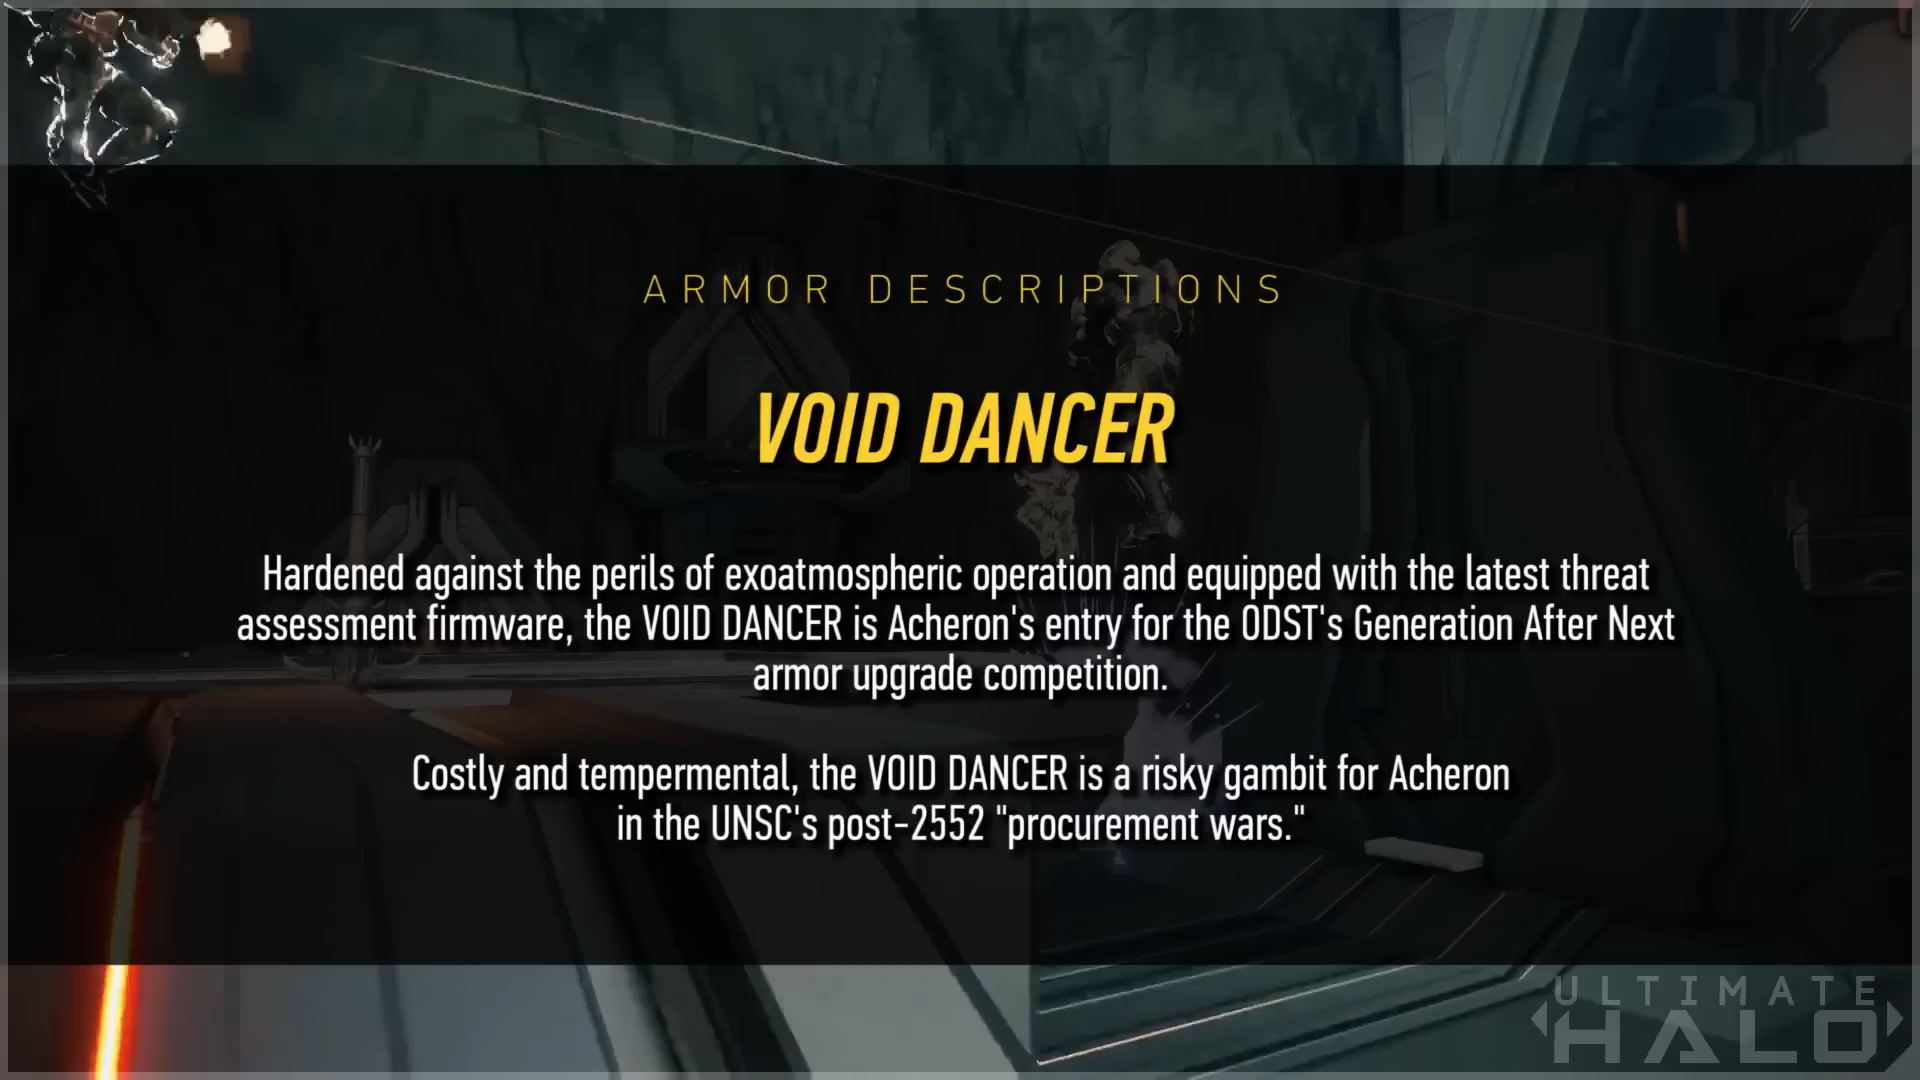 ARMOR DESCRIPTIONS
VOID DANCER
Hardened against the perils of exoatmospheric operation and equipped with the latest threat
assessment firmware, the VOID DANCER is Acheron's entry for the ODST's Generation After Next
armor upgrade competition.
Costly and tempermental, the VOID DANCER is a risky gambit for Acheron
in the UNSC's post-2552 "procurement wars."
ULTIMATE
HALO